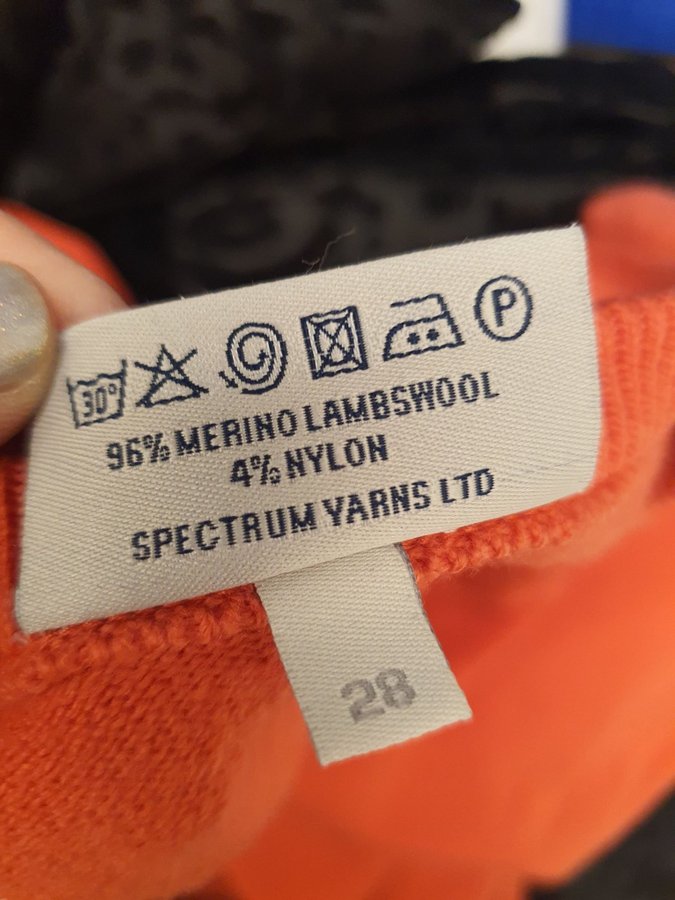 30° P
96% MERINO LAMBSWOOL
4% NYLON
SPECTRUM YARNS LTD
28